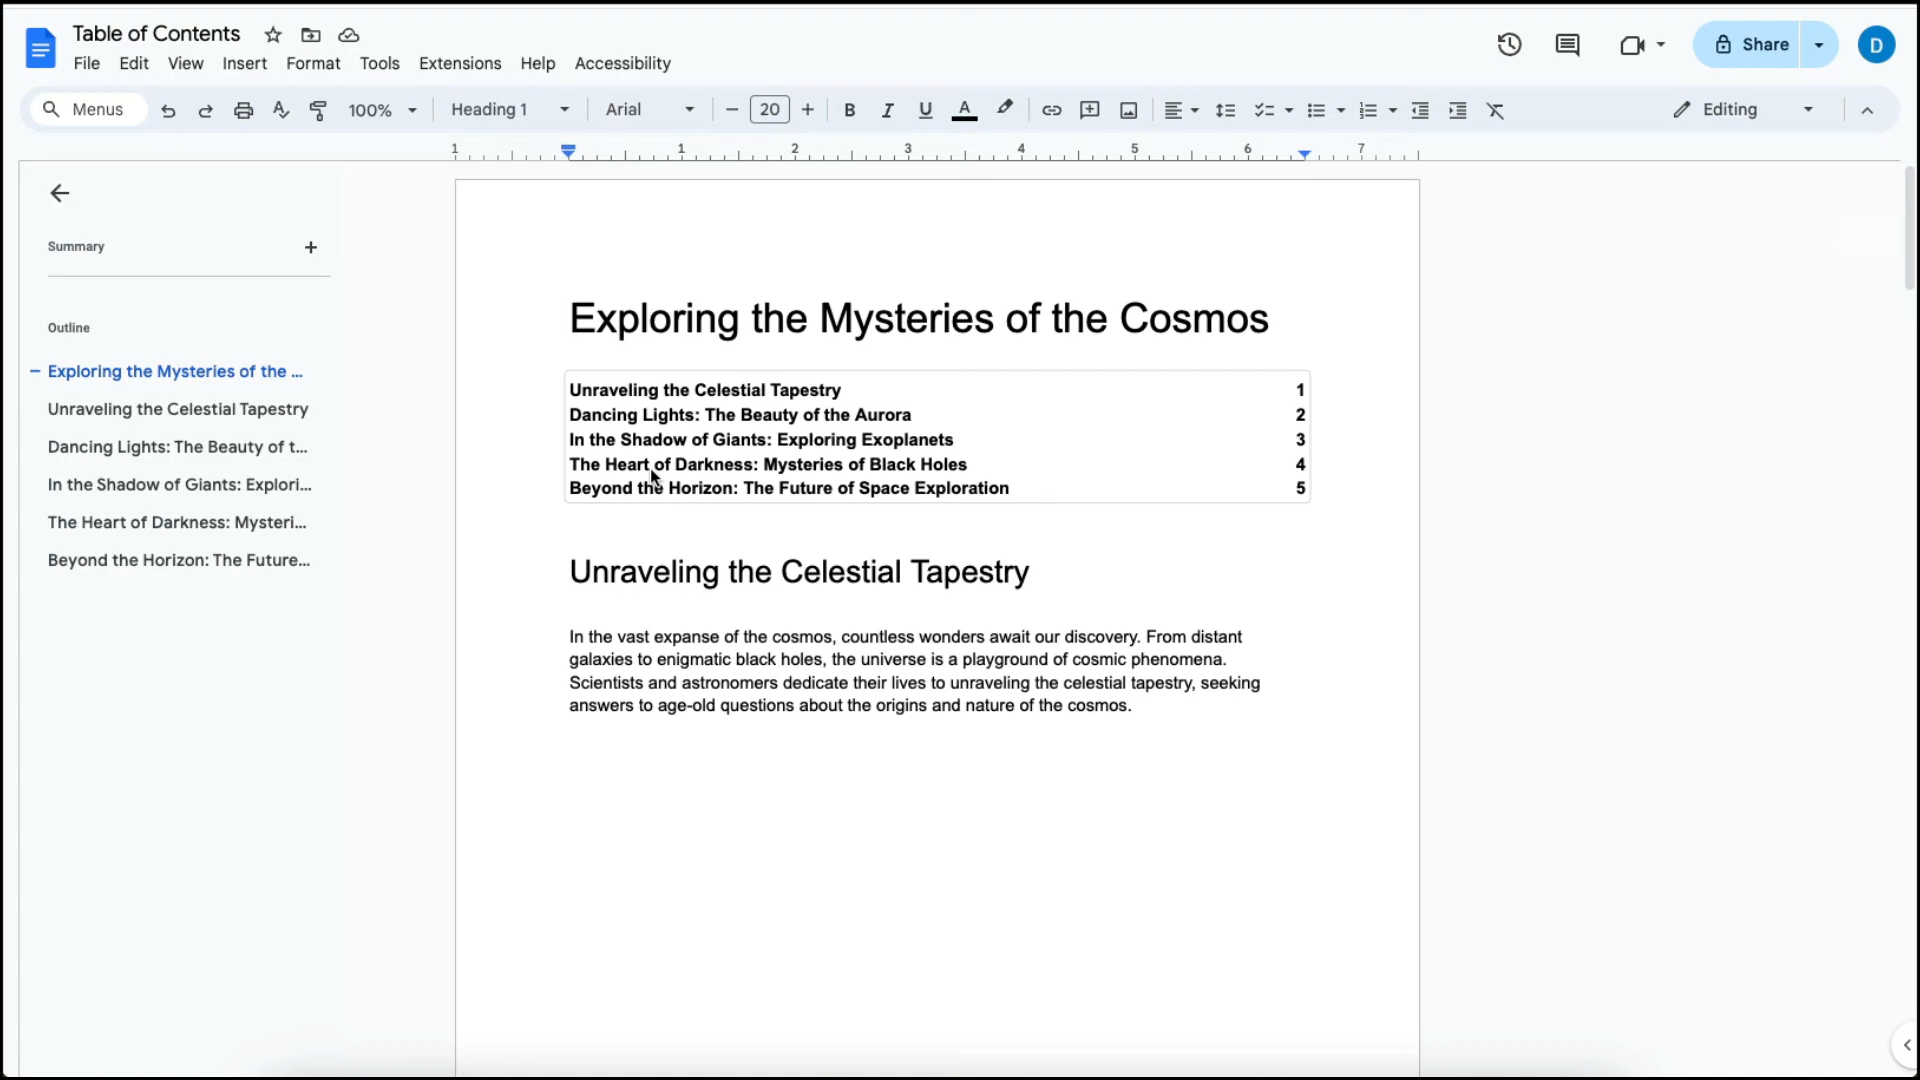 Table of Contents
File Edit View Insert Format Tools Extensions Help Accessibility
Share
D
Menus 100% Heading 1 Arial 20 B I U A Editing
1 1 2 3 4 5 6 7
Summary
Outline
Exploring the Mysteries of the ...
Unraveling the Celestial Tapestry
Dancing Lights: The Beauty of t...
In the Shadow of Giants: Explori...
The Heart of Darkness: Mysteri...
Beyond the Horizon: The Future...
Exploring the Mysteries of the Cosmos
Unraveling the Celestial Tapestry 1
Dancing Lights: The Beauty of the Aurora 2
In the Shadow of Giants: Exploring Exoplanets 3
The Heart of Darkness: Mysteries of Black Holes 4
Beyond the Horizon: The Future of Space Exploration 5
Unraveling the Celestial Tapestry
In the vast expanse of the cosmos, countless wonders await our discovery. From distant
galaxies to enigmatic black holes, the universe is a playground of cosmic phenomena.
Scientists and astronomers dedicate their lives to unraveling the celestial tapestry, seeking
answers to age-old questions about the origins and nature of the cosmos.